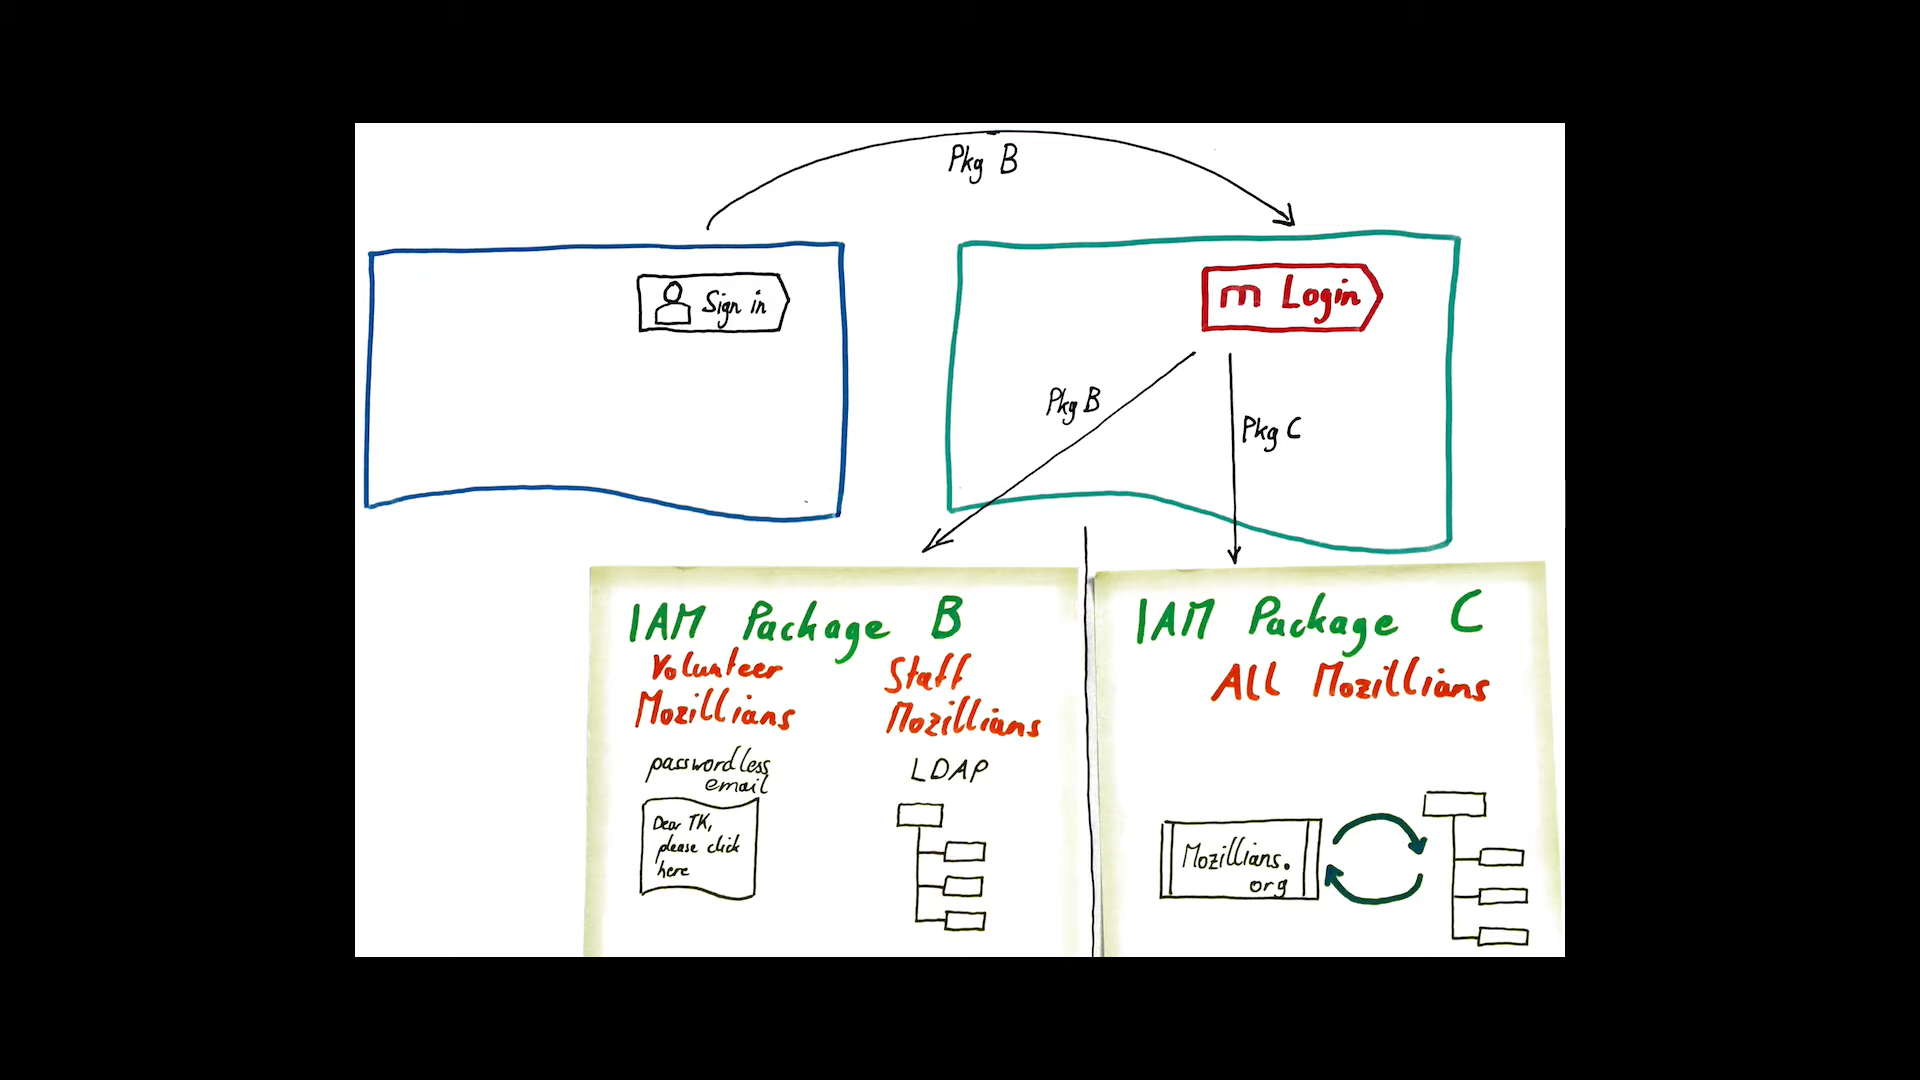 Pkg B
Sign in
m Login
Pkg B
Pkg C
IAM Package B
Volunteer
Mozillians
Staff
Mozillians
passwordless
email
LDAP
Dear TK,
please click
here
IAM Package C
All Mozillians
Mozillians.
org